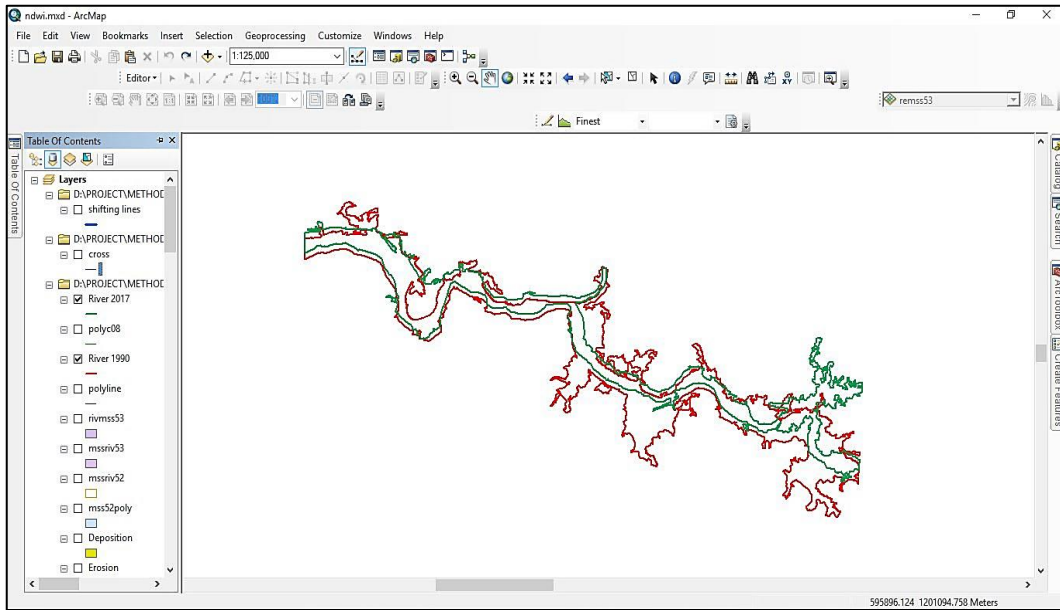 ndwi.mxd - ArcMap
File Edit View Bookmarks Insert Selection Geoprocessing Customize Windows Help
1:125,000
Editor
remss53
Finest
Table Of Contents
Table Of Contents
Layers
D:\PROJECT\METHOD
shifting lines
D:\PROJECT\METHOD
cross
D:\PROJECT\METHOD
River 2017
polyc08
River 1990
polyline
rivmss53
mssriv53
mssriv52
mss52poly
Deposition
Erosion
Catalog
Search
ArcToolbox
Create Features
595896.124 1201094.758 Meters